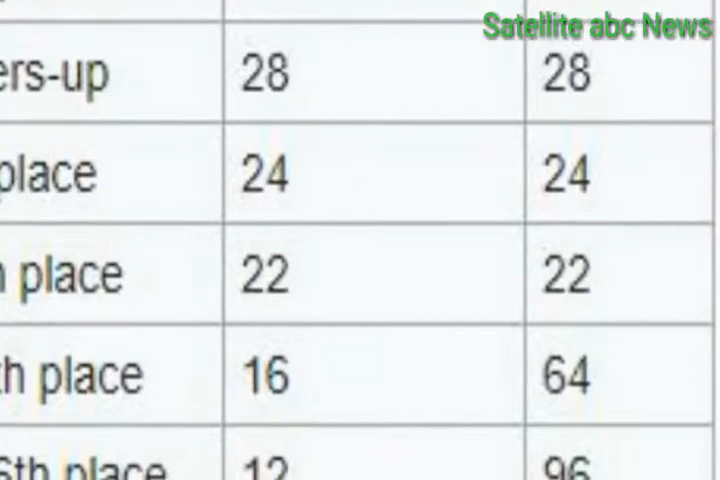 Satellite abc News
ers-up 28 28
place 24 24
place 22 22
th place 16 64
6th place 12 96